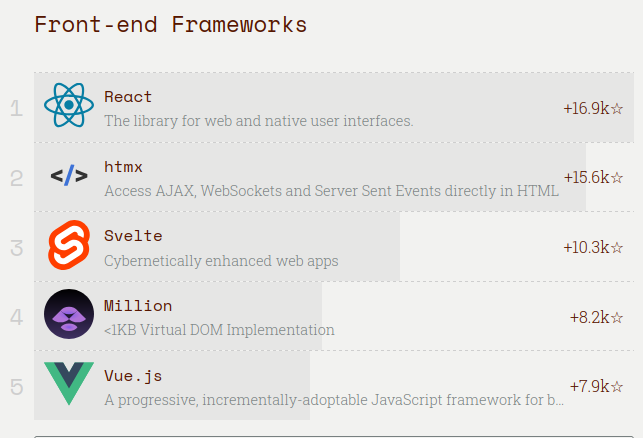 Front-end Frameworks
1
React
The library for web and native user interfaces.
+16.9k☆
2
</>
htmx
Access AJAX, WebSockets and Server Sent Events directly in HTML
+15.6k☆
3
Svelte
Cybernetically enhanced web apps
+10.3k☆
4
Million
<1KB Virtual DOM Implementation
+8.2k☆
5
Vue.js
A progressive, incrementally-adoptable JavaScript framework for b...
+7.9k☆